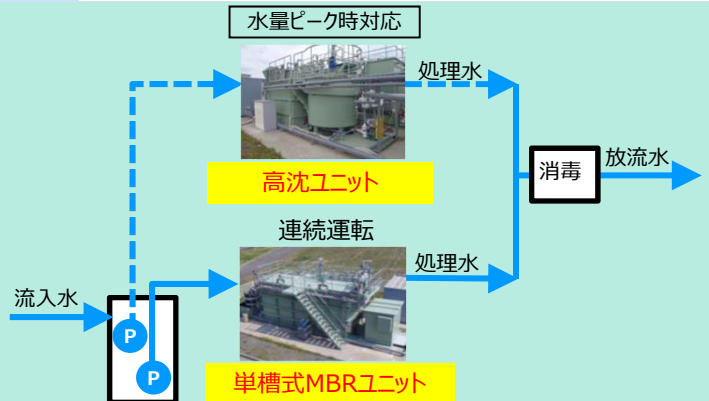 水量ピーク時対応
処理水
高沈ユニット
消毒
放流水
連続運転
処理水
流入水
P
P
単槽式MBRユニット